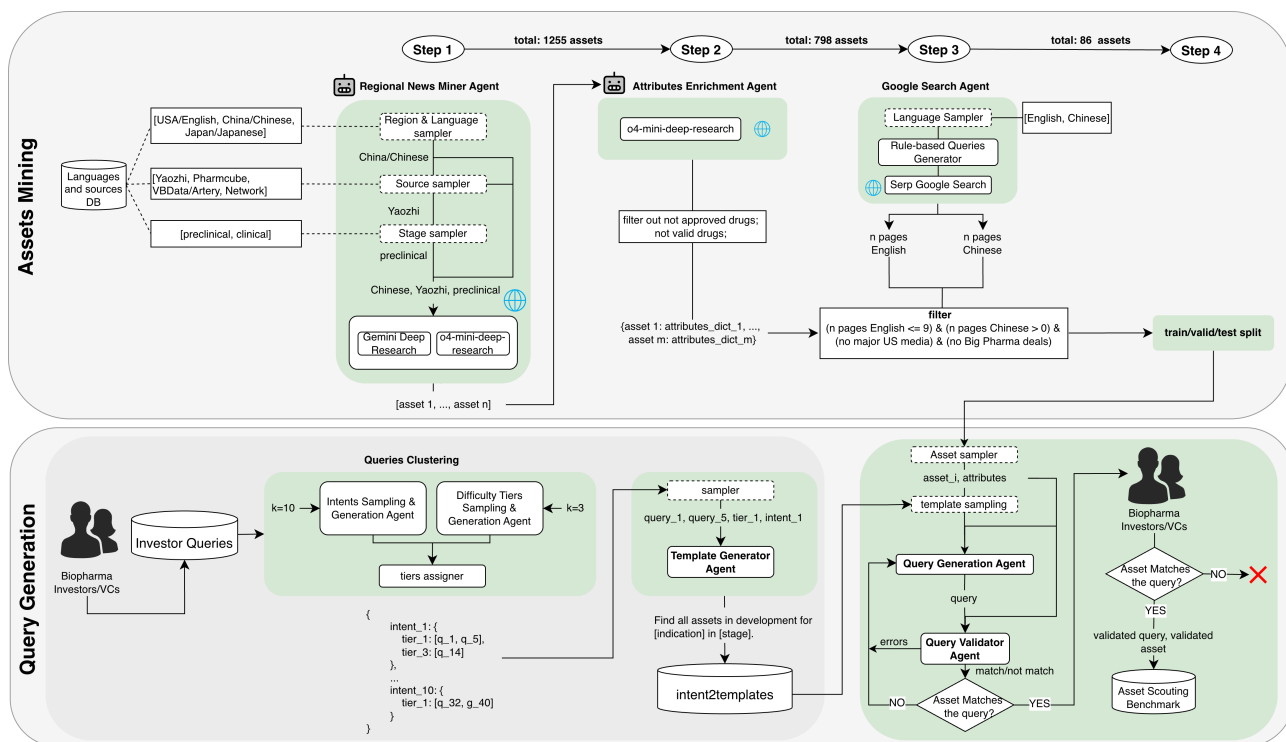 Assets Mining
Step 1
total: 1255 assets
Step 2
total: 798 assets
Step 3
total: 86 assets
Step 4
Regional News Miner Agent
Attributes Enrichment Agent
Google Search Agent
Languages
and sources
DB
[USA/English, China/Chinese,
Japan/Japanese]
[Yaozhi, Pharmcube,
VBData/Artery, Network]
[preclinical, clinical]
Region & Language
sampler
China/Chinese
Source sampler
Yaozhi
Stage sampler
preclinical
Chinese, Yaozhi, preclinical
Gemini Deep
Research
o4-mini-deep-
research
[asset 1, ..., asset n]
o4-mini-deep-research
filter out not approved drugs;
not valid drugs;
{asset 1: attributes_dict_1, ...,
asset m: attributes_dict_m}
Language Sampler
[English, Chinese]
Rule-based Queries
Generator
Serp Google Search
n pages
English
n pages
Chinese
filter
(n pages English <= 9) & (n pages Chinese > 0) &
(no major US media) & (no Big Pharma deals)
train/valid/test split
Query Generation
Biopharma
Investors/VCs
Investor Queries
Queries Clustering
k=10
Intents Sampling &
Generation Agent
Difficulty Tiers
Sampling &
Generation Agent
k=3
tiers assigner
{
intent_1: {
tier_1: [q_1, q_5],
tier_3: [q_14]
},
...
intent_10: {
tier_1: [q_32, g_40]
}
}
sampler
query_1, query_5, tier_1, intent_1
Template Generator
Agent
Find all assets in development for
[indication] in [stage].
intent2templates
Asset sampler
asset_i, attributes
template sampling
Query Generation Agent
query
errors
Query Validator
Agent
match/not match
NO
Asset Matches
the query?
YES
Biopharma
Investors/VCs
Asset Matches
the query?
NO
YES
validated query, validated
asset
Asset Scouting
Benchmark